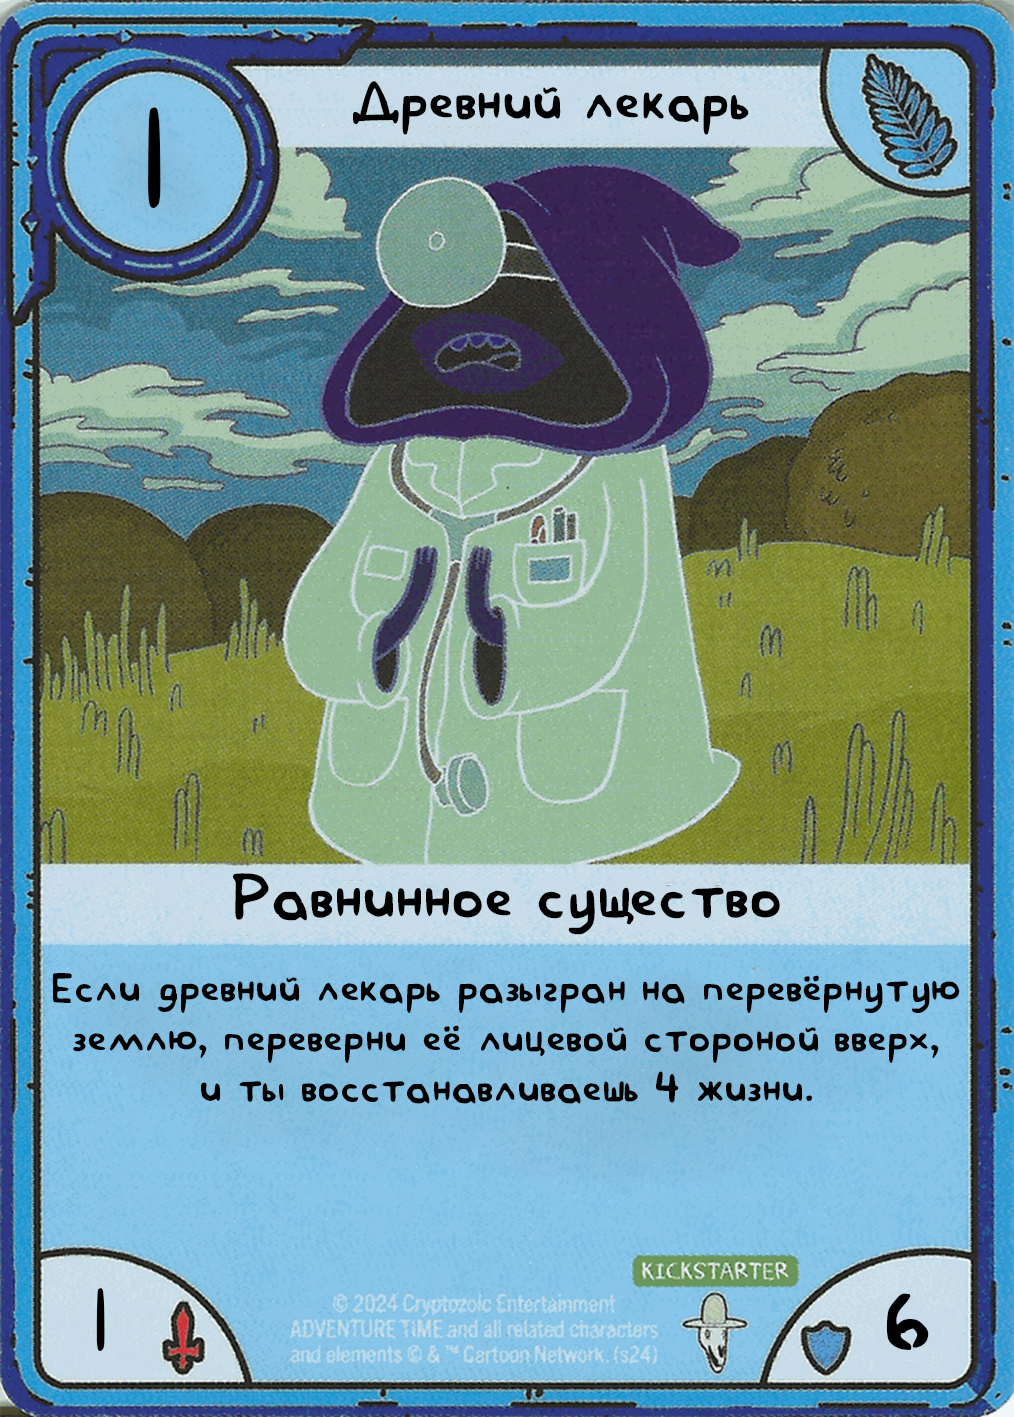 1
Древний лекарь
Равнинное существо
Если древний лекарь разыгран на перевёрнутую
землю, переверни её лицевой стороной вверх,
и ты восстанавливаешь 4 жизни.
KICKSTARTER
© 2024 Cryptozoic Entertainment
ADVENTURE TIME and all related characters
and elements © & ™ Cartoon Network. (s24)
1
6